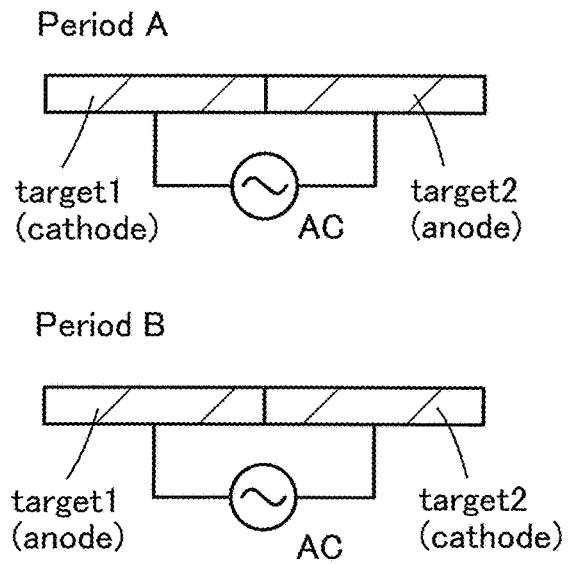 Period A
target1
(cathode)
AC
target2
(anode)
Period B
target1
(anode)
AC
target2
(cathode)